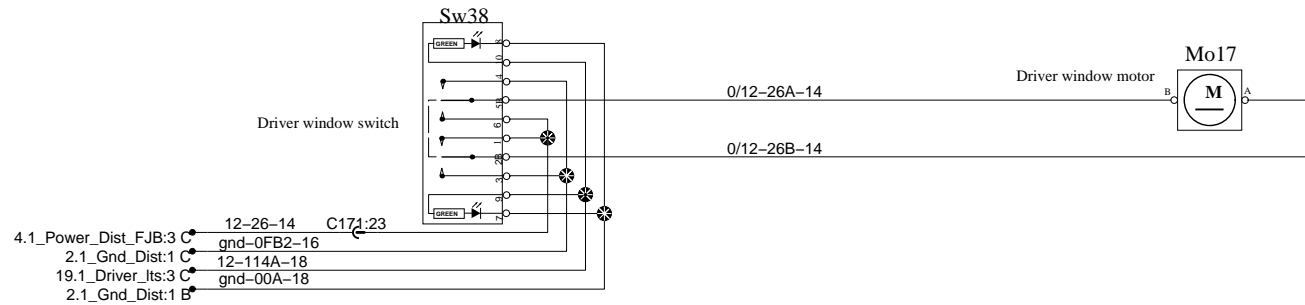 Sw38
GREEN
8
10
4
5B
6
1
2B
3
9
GREEN
7
Driver window switch
0/12−26A−14
0/12−26B−14
Driver window motor
Mo17
B
M
A
12−26−14
C171:23
4.1_Power_Dist_FJB:3 C
gnd−0FB2−16
2.1_Gnd_Dist:1 C
12−114A−18
19.1_Driver_lts:3 C
gnd−00A−18
2.1_Gnd_Dist:1 B